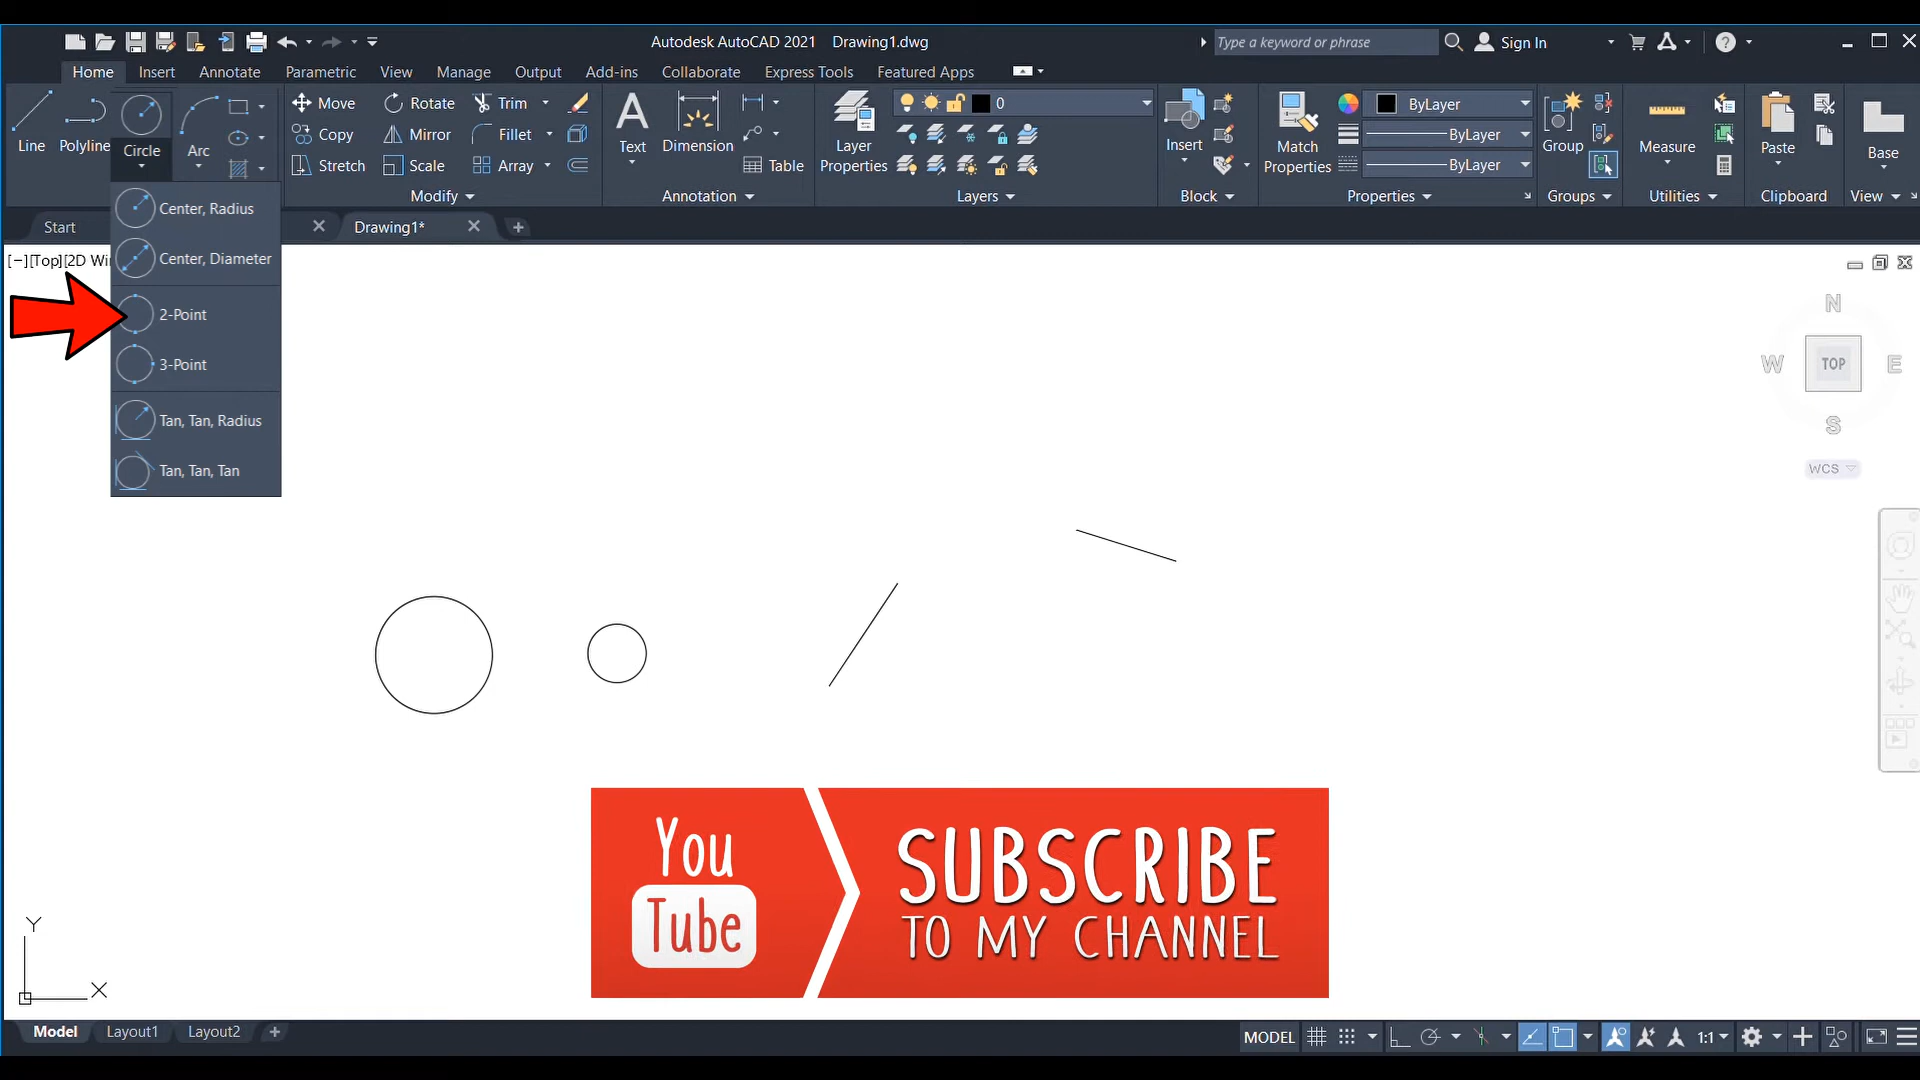 Autodesk AutoCAD 2021 Drawing1.dwg
Type a keyword or phrase
Sign In
Home Insert Annotate Parametric View Manage Output Add-ins Collaborate Express Tools Featured Apps
Line
Polyline
Circle
Arc
Move
Copy
Stretch
Rotate
Mirror
Scale
Trim
Fillet
Array
Modify
Text
Dimension
Table
Annotation
Layer
Properties
0
Layers
Insert
Block
Match
Properties
ByLayer
ByLayer
ByLayer
Properties
Group
Groups
Measure
Utilities
Paste
Clipboard
Base
View
Start
Drawing1*
[−][Top][2D Wi
Center, Radius
Center, Diameter
2-Point
3-Point
Tan, Tan, Radius
Tan, Tan, Tan
N
W
TOP
E
S
WCS
You
Tube
SUBSCRIBE
TO MY CHANNEL
Y
X
Model Layout1 Layout2
MODEL
1:1